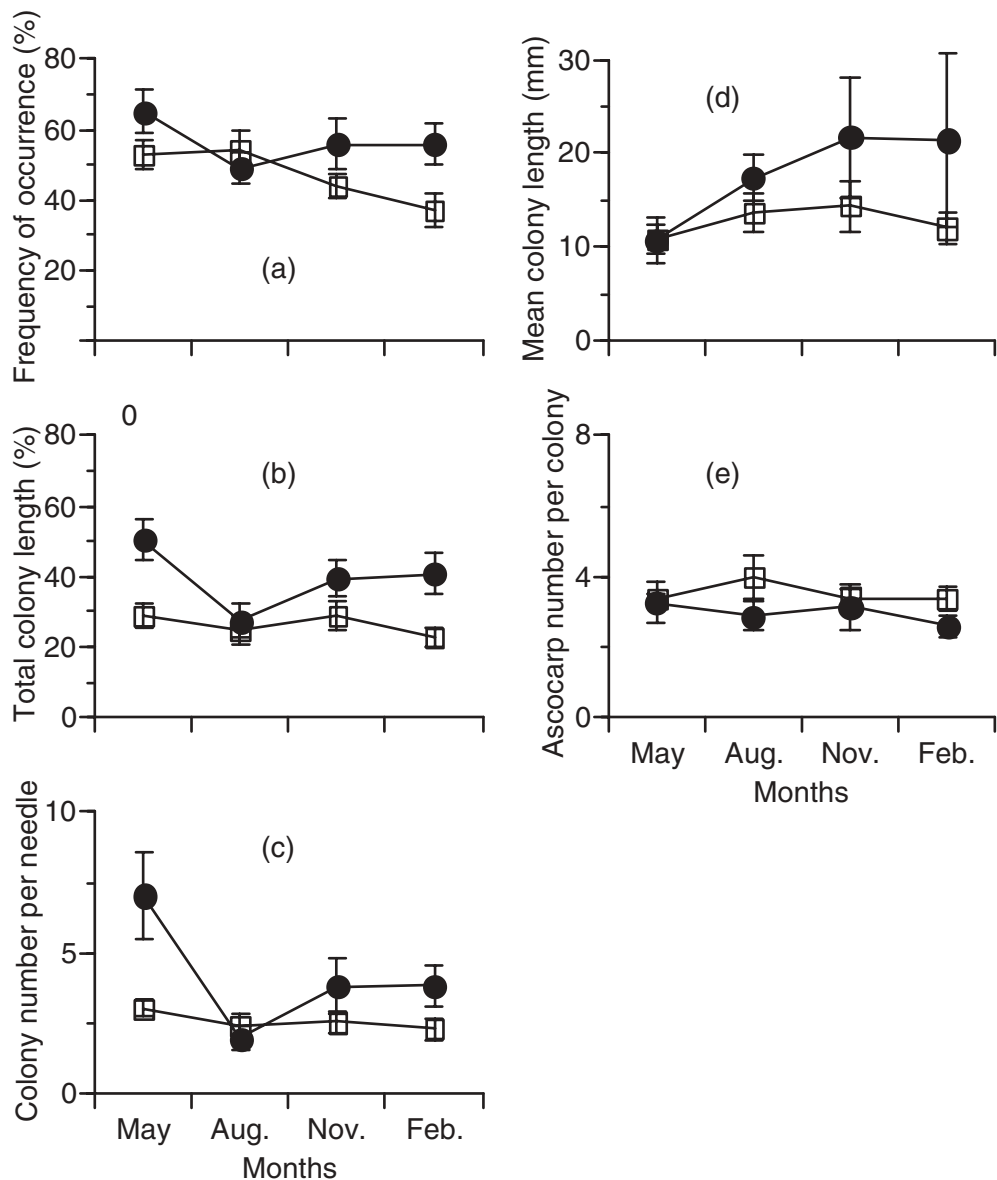 Frequency of occurrence (%)
80
60
40
20
(a)
0
Total colony length (%)
80
60
40
20
0
(b)
Colony number per needle
10
5
0
(c)
May Aug. Nov. Feb.
Months
Mean colony length (mm)
30
20
10
0
(d)
Ascocarp number per colony
8
4
0
(e)
May Aug. Nov. Feb.
Months